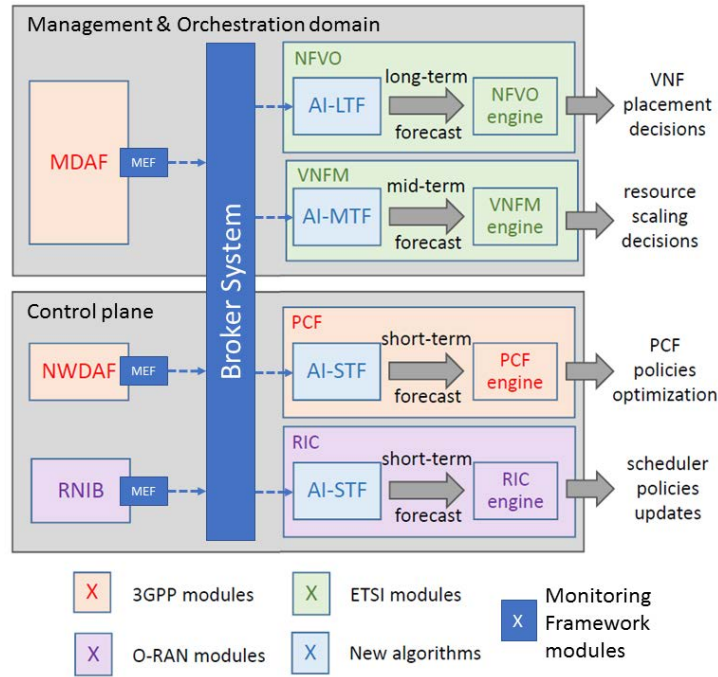 Management & Orchestration domain
NFVO
long-term
AI-LTF
forecast
NFVO
engine
VNF
placement
decisions
MDAF
MEF
VNFM
mid-term
AI-MTF
forecast
VNFM
engine
resource
scaling
decisions
Broker System
Control plane
PCF
short-term
NWDAF
MEF
AI-STF
forecast
PCF
engine
PCF
policies
optimization
RIC
short-term
RNIB
MEF
AI-STF
forecast
RIC
engine
scheduler
policies
updates
X
3GPP modules
X
ETSI modules
X
Monitoring
Framework
modules
X
O-RAN modules
X
New algorithms